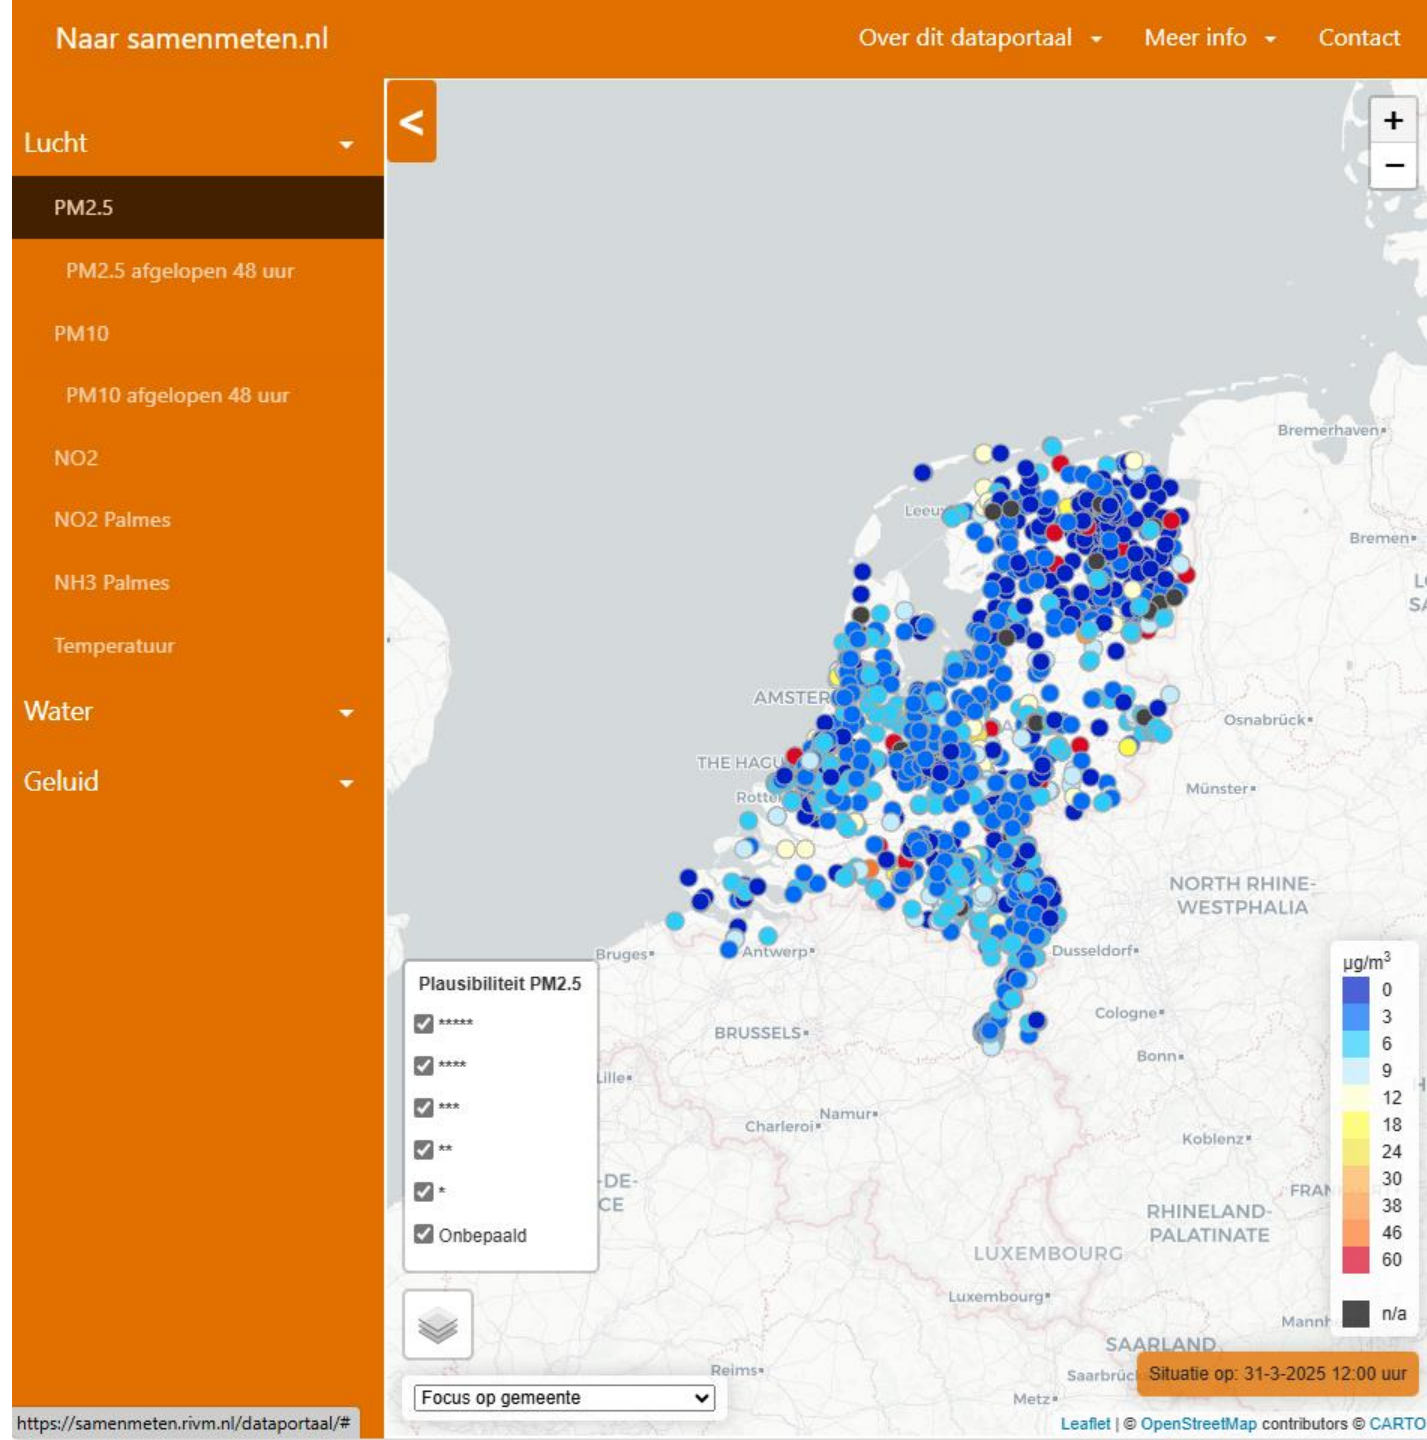 Naar samenmeten.nl
Over dit dataportaal
Meer info
Contact
<
Lucht
PM2.5
PM2.5 afgelopen 48 uur
PM10
PM10 afgelopen 48 uur
NO2
NO2 Palmes
NH3 Palmes
Temperatuur
Water
Geluid
+
−
Bremerhaven
Bremen
AMSTER
Osnabrück
THE HAGU
Münster
NORTH RHINE-
WESTPHALIA
Bruges
Antwerp
Dusseldorf
Cologne
BRUSSELS
Bonn
Lille
Namur
Charleroi
Koblenz
RHINELAND-
PALATINATE
LUXEMBOURG
Luxembourg
SAARLAND
Saarbrüc
Reims
Metz
Plausibiliteit PM2.5
*****
****
***
**
*
Onbepaald
µg/m³
0
3
6
9
12
18
24
30
38
46
60
n/a
Situatie op: 31-3-2025 12:00 uur
Focus op gemeente
https://samenmeten.rivm.nl/dataportaal/#
Leaflet | © OpenStreetMap contributors © CARTO